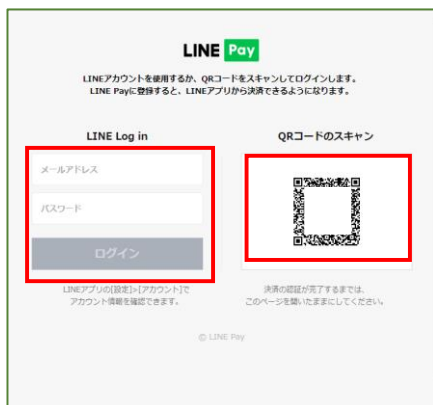 LINE Pay
LINEアカウントを使用するか、QRコードをスキャンしてログインします。
LINE Payに登録すると、LINEアプリから決済できるようになります。
LINE Log in
メールアドレス
パスワード
ログイン
LINEアプリの[設定]>[アカウント]で
アカウント情報を確認できます。
QRコードのスキャン
決済の認証が完了するまでは、
このページを開いたままにしてください。
© LINE Pay